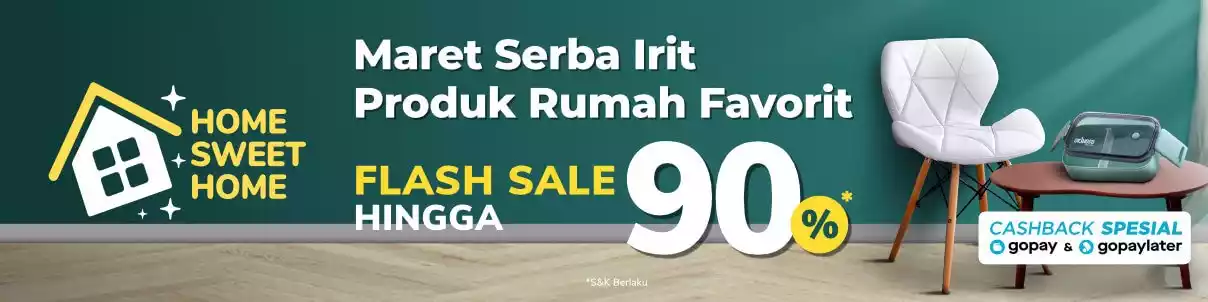 HOME
SWEET
HOME
Maret Serba Irit
Produk Rumah Favorit
FLASH SALE
HINGGA
90%*
*S&K Berlaku
CASHBACK SPESIAL
gopay & gopaylater